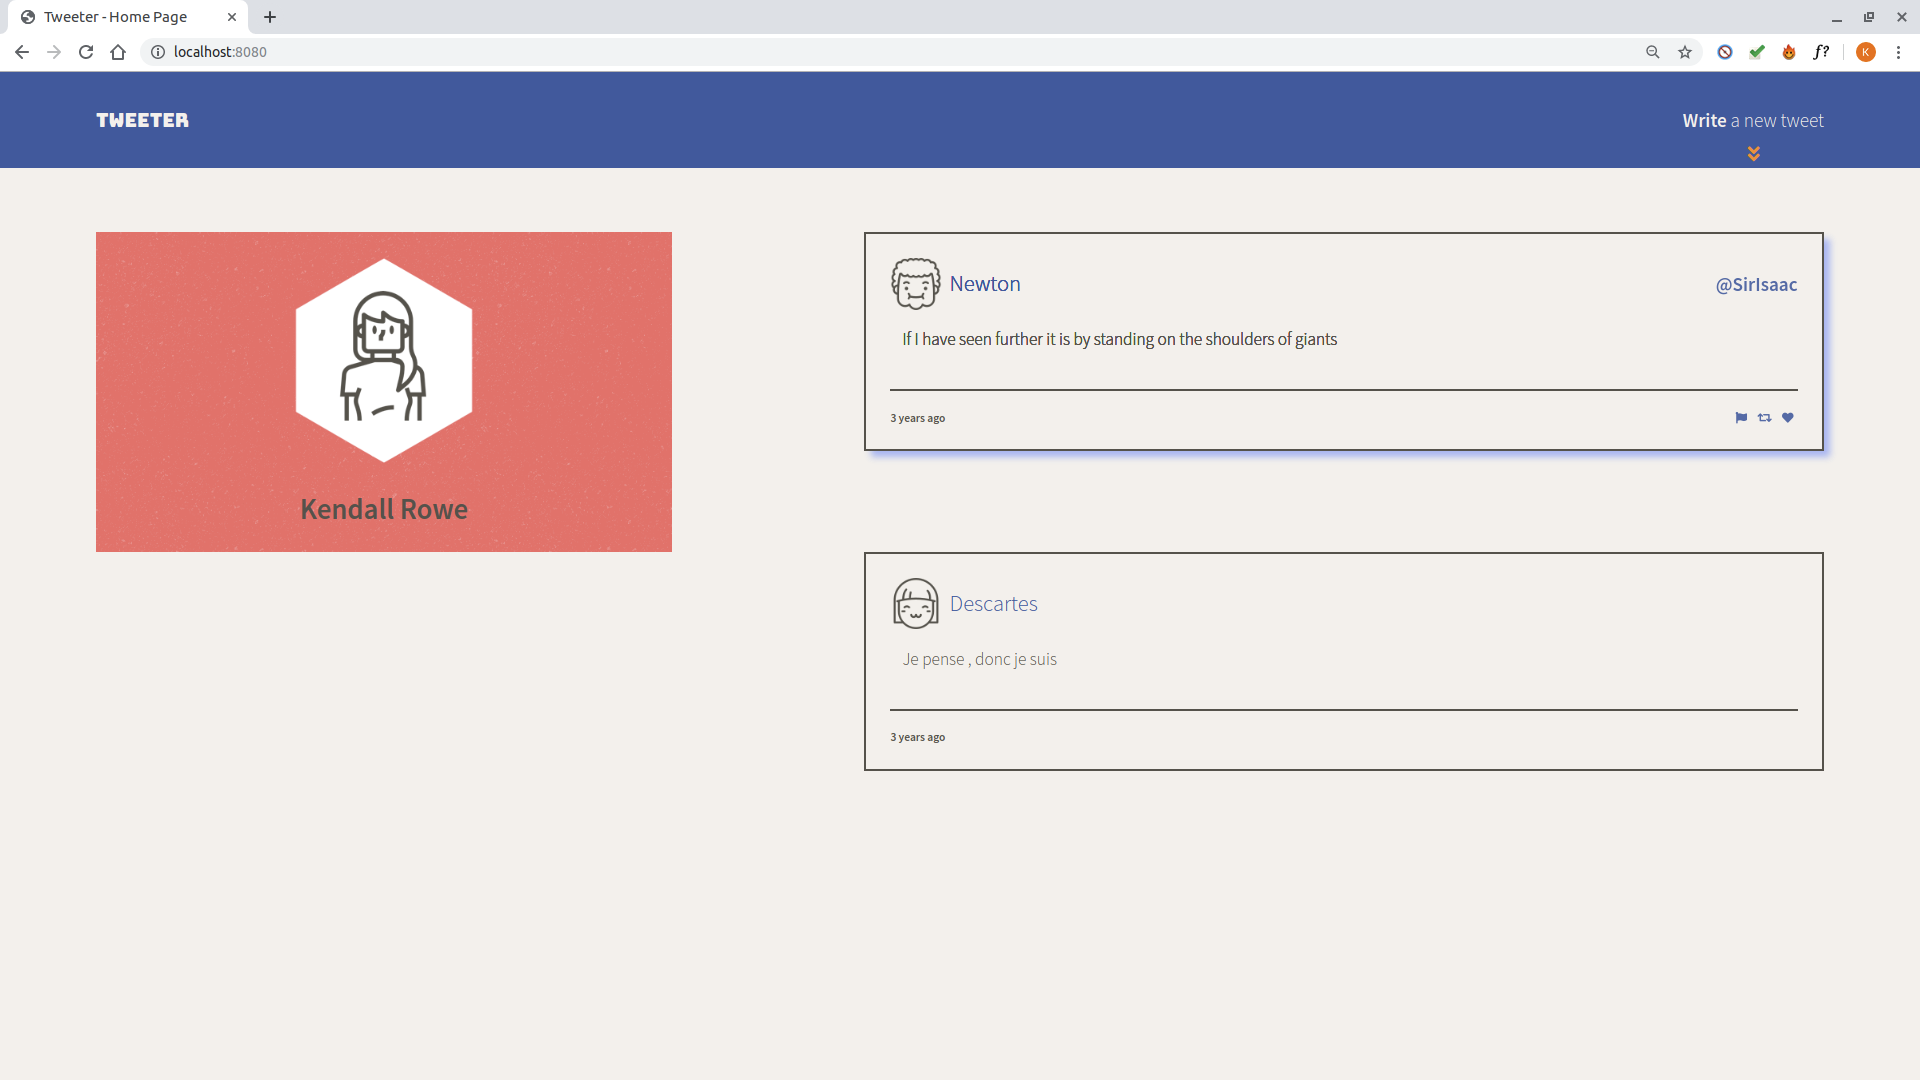 Tweeter - Home Page
localhost:8080
f?
K
TWEETER
Write a new tweet
Kendall Rowe
Newton
@SirIsaac
If I have seen further it is by standing on the shoulders of giants
3 years ago
Descartes
Je pense , donc je suis
3 years ago